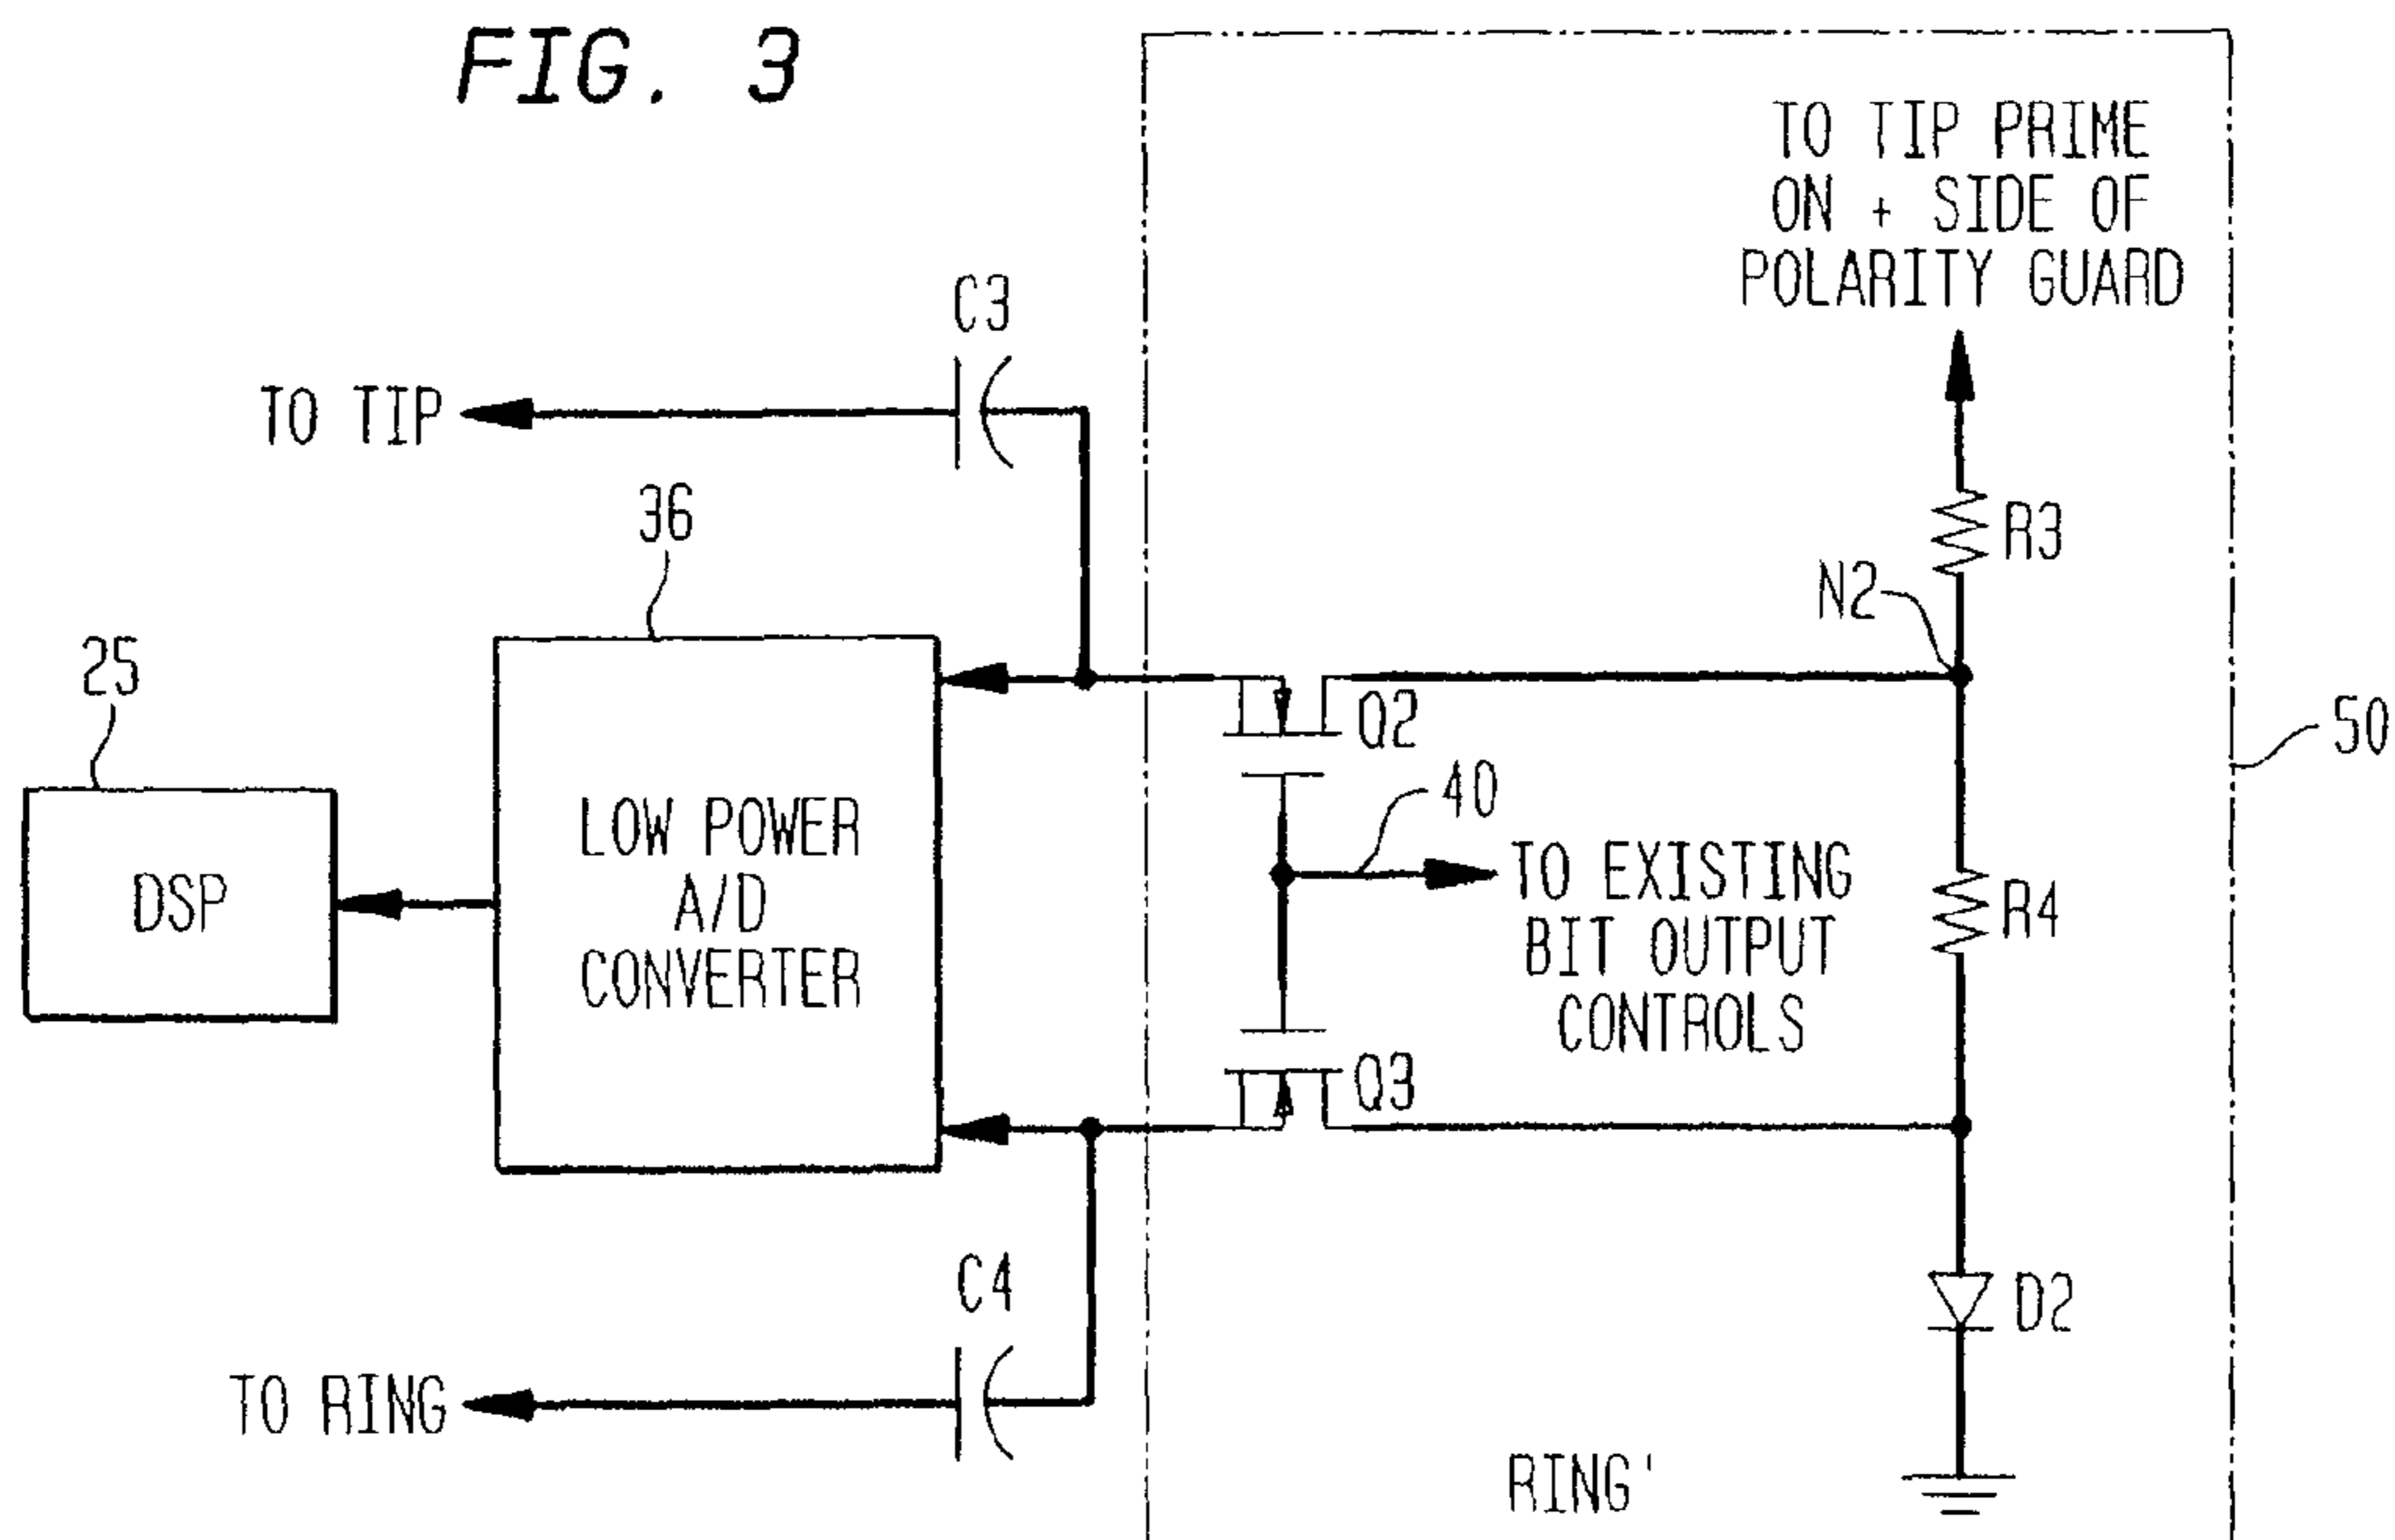 FIG. 3
TO TIP PRIME
ON + SIDE OF
POLARITY GUARD
C3
TO TIP
36
R3
N2
25
Q2
50
40
LOW POWER
A/D
CONVERTER
DSP
TO EXISTING
BIT OUTPUT
CONTROLS
R4
Q3
C4
D2
TO RING
RING'